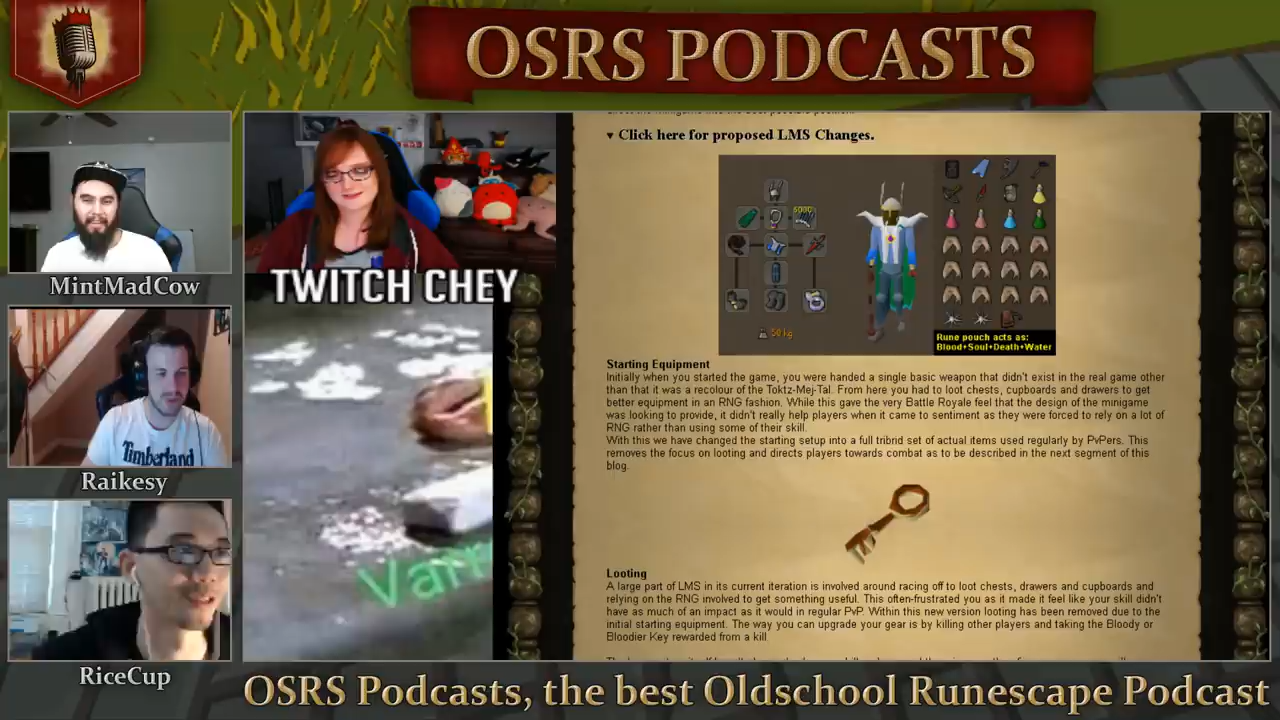 OSRS PODCASTS
MintMadCow
Raikesy
Timberland
RiceCup
TWITCH CHEY
▾ Click here for proposed LMS Changes.
5000
50 kg
Rune pouch acts as:
Blood+Soul+Death+Water
Starting Equipment
Initially when you started the game, you were handed a single basic weapon that didn't exist in the real game other
than that it was a recolour of the Toktz-Mej-Tal. From here you had to loot chests, cupboards and drawers to get
better equipment in an RNG fashion. While this gave the very Battle Royale feel that the design of the minigame
was looking to provide, it didn't really help players when it came to sentiment as they were forced to rely on a lot of
RNG rather than using some of their skill.
With this we have changed the starting setup into a full tribrid set of actual items used regularly by PvPers. This
removes the focus on looting and directs players towards combat as to be described in the next segment of this
blog.
Looting
A large part of LMS in its current iteration is involved around racing off to loot chests, drawers and cupboards and
relying on the RNG involved to get something useful. This often-frustrated you as it made it feel like your skill didn't
have as much of an impact as it would in regular PvP. Within this new version looting has been removed due to the
initial starting equipment. The way you can upgrade your gear is by killing other players and taking the Bloody or
Bloodier Key rewarded from a kill
OSRS Podcasts, the best Oldschool Runescape Podcast